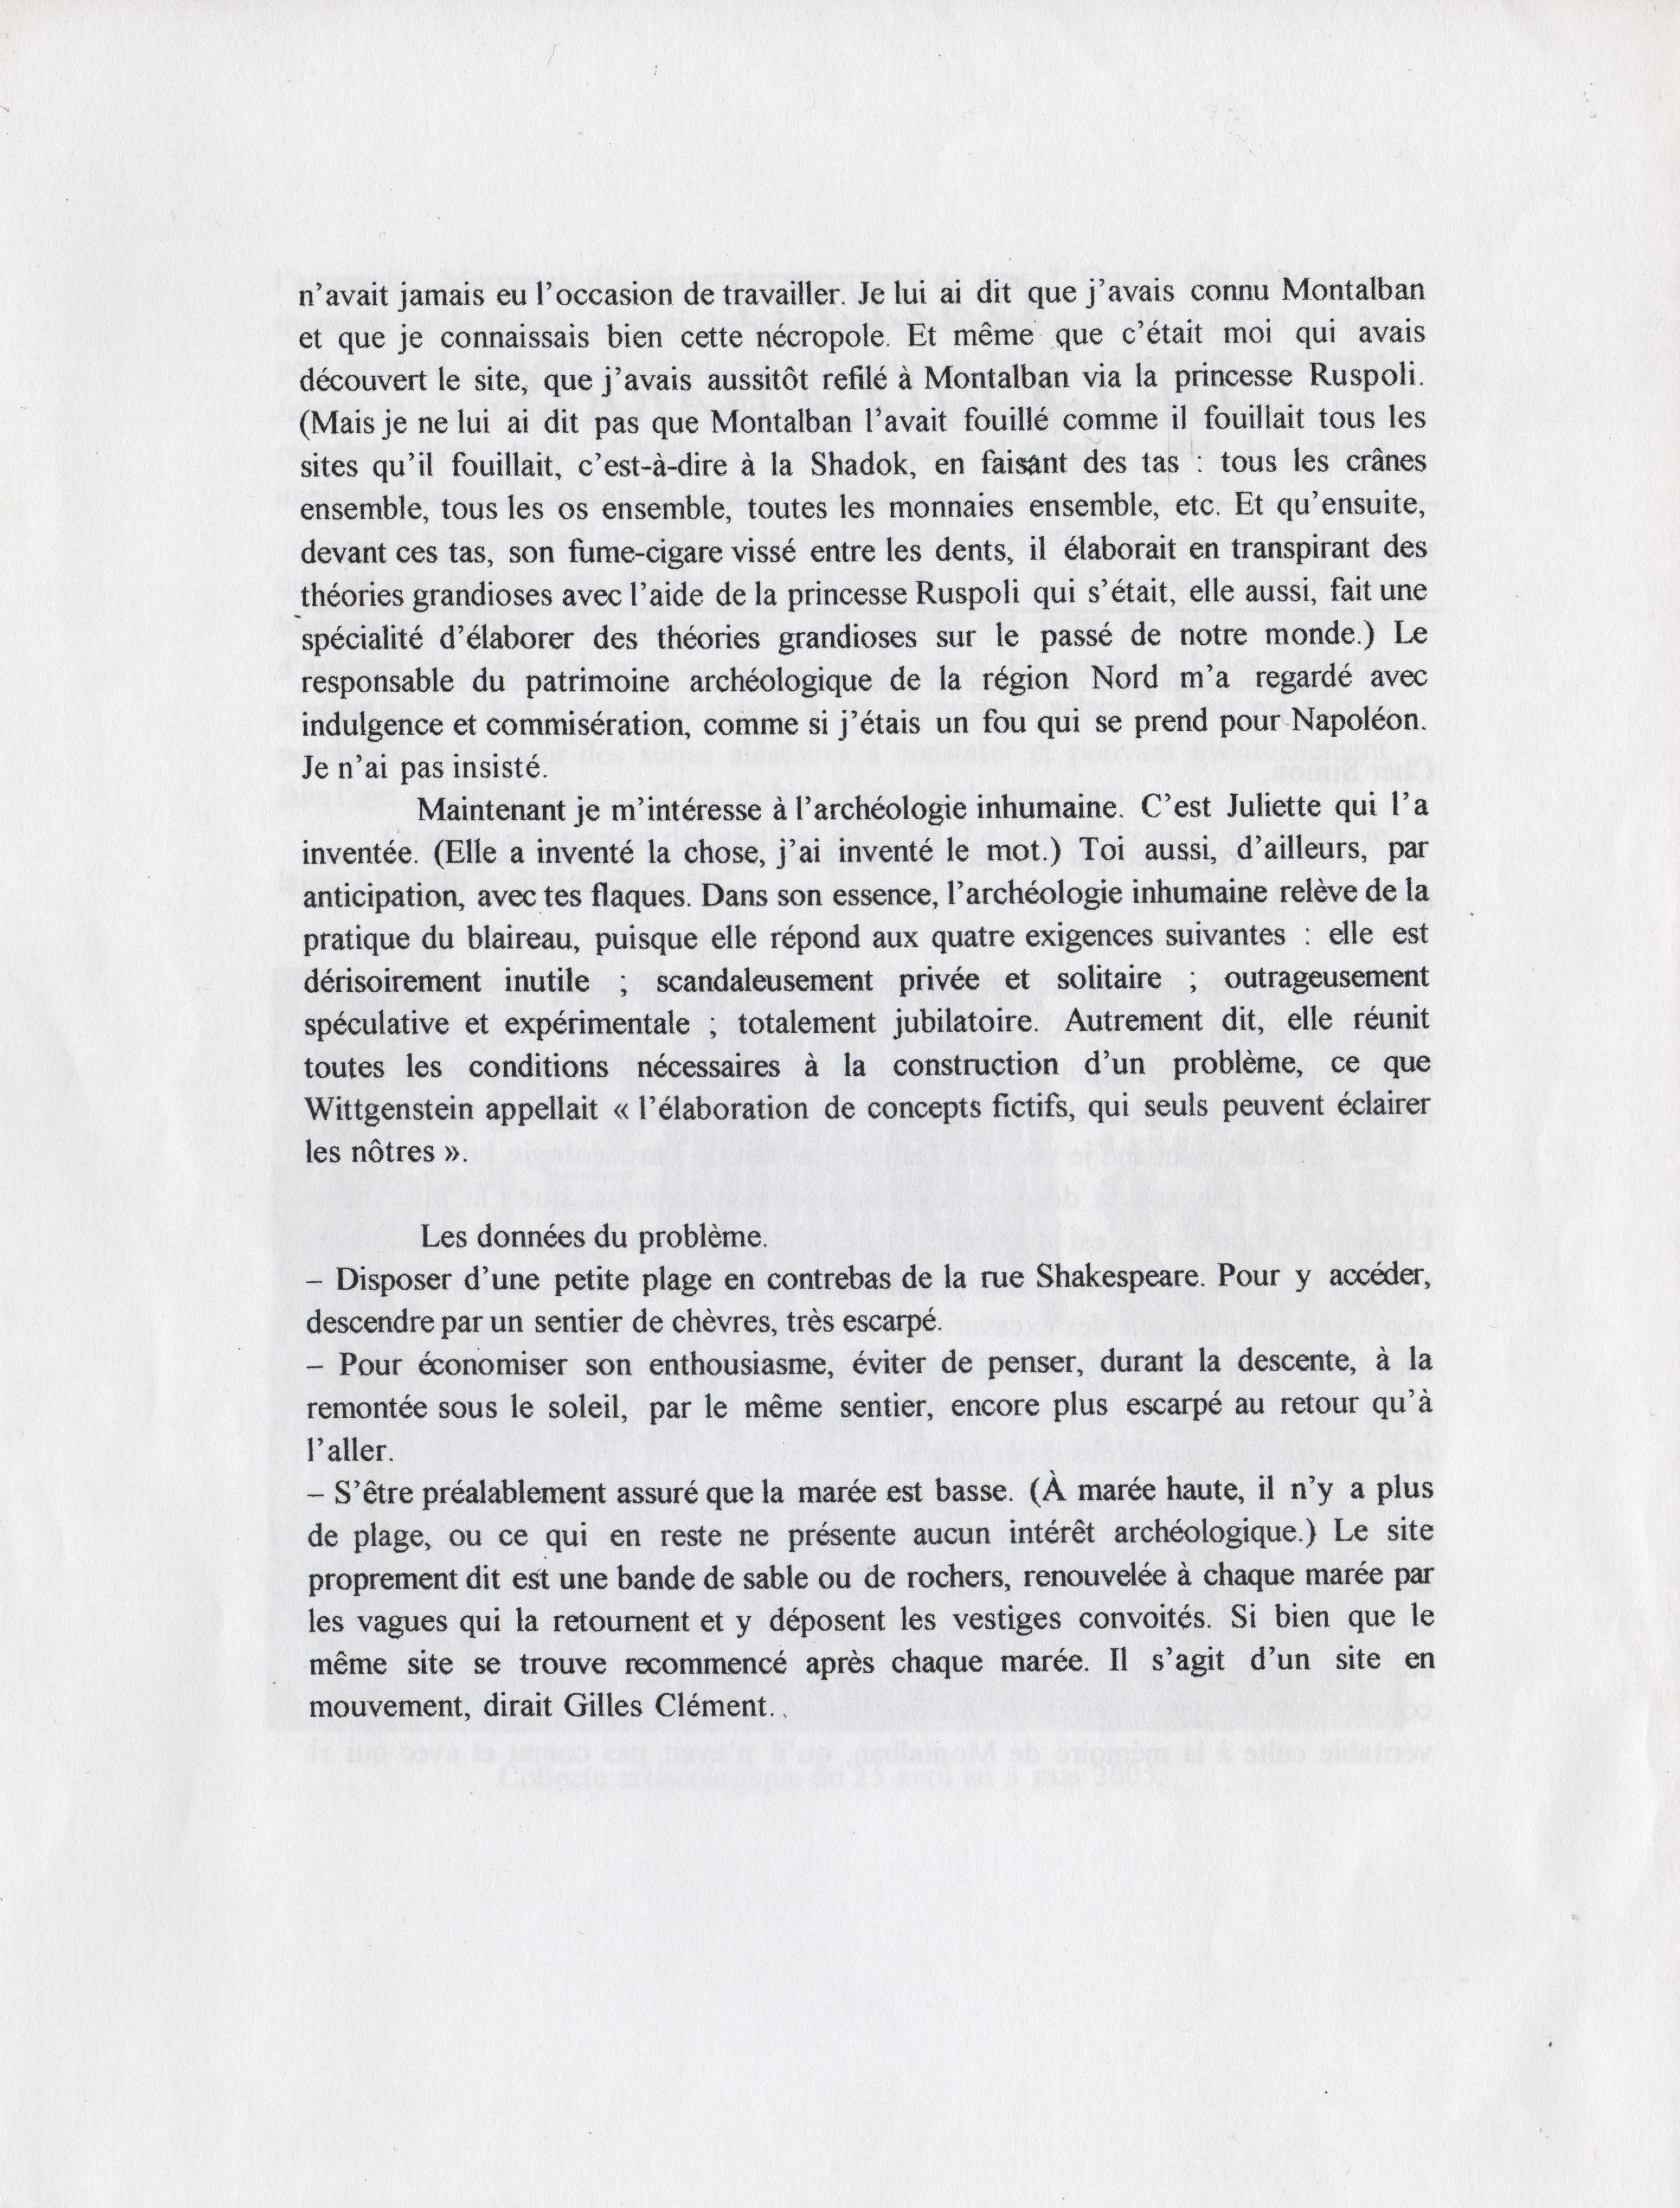 n'avait jamais eu l'occasion de travailler. Je lui ai dit que j'avais connu Montalban
et que je connaissais bien cette nécropole. Et même que c'était moi qui avais
découvert le site, que j'avais aussitôt refilé à Montalban via la princesse Ruspoli.
(Mais je ne lui ai dit pas que Montalban l'avait fouillé comme il fouillait tous les
sites qu'il fouillait, c'est-à-dire à la Shadok, en faisant des tas : tous les crânes
ensemble, tous les os ensemble, toutes les monnaies ensemble, etc. Et qu'ensuite,
devant ces tas, son fume-cigare vissé entre les dents, il élaborait en transpirant des
théories grandioses avec l'aide de la princesse Ruspoli qui s'était, elle aussi, fait une
spécialité d'élaborer des théories grandioses sur le passé de notre monde.) Le
responsable du patrimoine archéologique de la région Nord m'a regardé avec
indulgence et commisération, comme si j'étais un fou qui se prend pour Napoléon.
Je n'ai pas insisté.
Maintenant je m'intéresse à l'archéologie inhumaine. C'est Juliette qui l'a
inventée. (Elle a inventé la chose, j'ai inventé le mot.) Toi aussi, d'ailleurs, par
anticipation, avec tes flaques. Dans son essence, l'archéologie inhumaine relève de la
pratique du blaireau, puisque elle répond aux quatre exigences suivantes : elle est
dérisoirement inutile ; scandaleusement privée et solitaire ; outrageusement
spéculative et expérimentale ; totalement jubilatoire. Autrement dit, elle réunit
toutes les conditions nécessaires à la construction d'un problème, ce que
Wittgenstein appellait « l'élaboration de concepts fictifs, qui seuls peuvent éclairer
les nôtres ».
Les données du problème.
– Disposer d'une petite plage en contrebas de la rue Shakespeare. Pour y accéder,
descendre par un sentier de chèvres, très escarpé.
– Pour économiser son enthousiasme, éviter de penser, durant la descente, à la
remontée sous le soleil, par le même sentier, encore plus escarpé au retour qu'à
l'aller.
– S'être préalablement assuré que la marée est basse. (À marée haute, il n'y a plus
de plage, ou ce qui en reste ne présente aucun intérêt archéologique.) Le site
proprement dit est une bande de sable ou de rochers, renouvelée à chaque marée par
les vagues qui la retournent et y déposent les vestiges convoités. Si bien que le
même site se trouve recommencé après chaque marée. Il s'agit d'un site en
mouvement, dirait Gilles Clément.